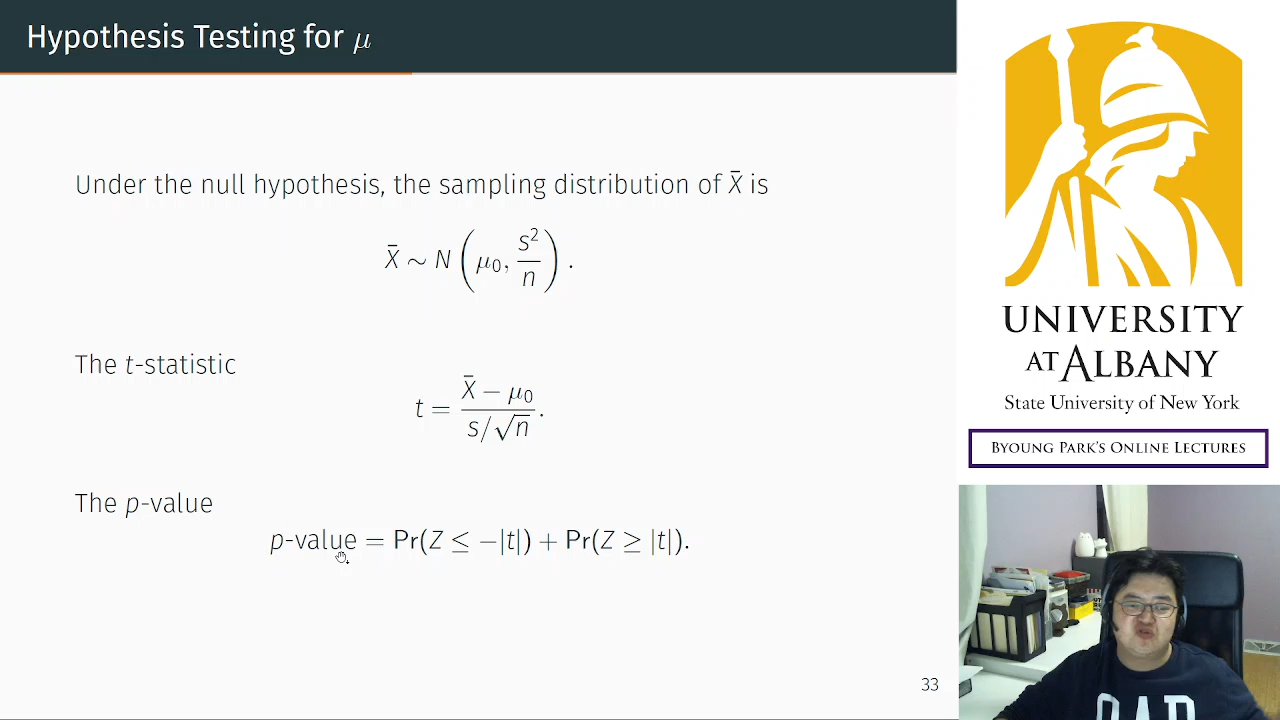 Hypothesis Testing for μ
Under the null hypothesis, the sampling distribution of X̄ is
X̄ ∼ N(μ₀, s²/n).
The t-statistic
t = (X̄ − μ₀)/(s/√n).
The p-value
p-value = Pr(Z ≤ −|t|) + Pr(Z ≥ |t|).
33
UNIVERSITY
AT ALBANY
State University of New York
BYOUNG PARK'S ONLINE LECTURES